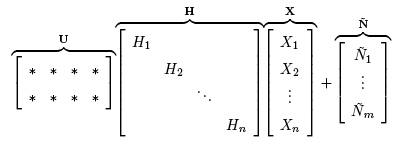 U H X Ñ
H_1 X_1 Ñ_1
* * * * H_2 X_2 ⋮
* * * * ⋱ ⋮ + Ñ_m
H_n X_n